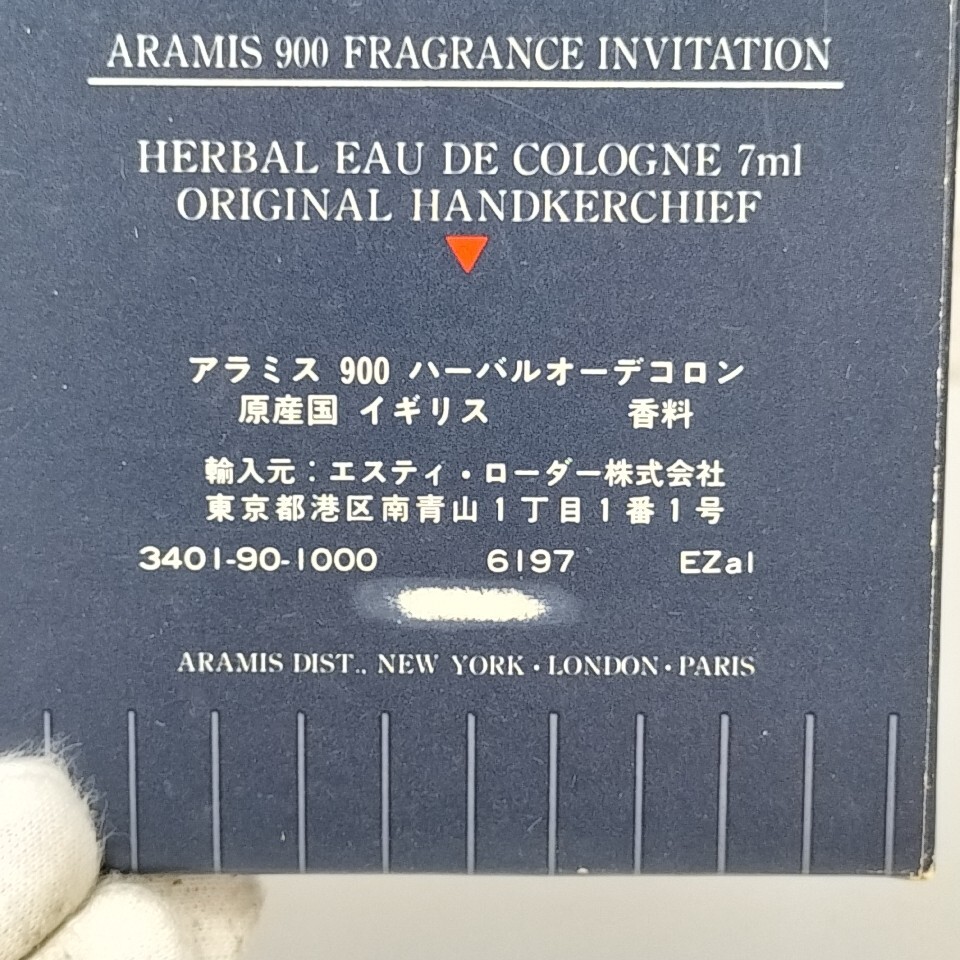 ARAMIS 900 FRAGRANCE INVITATION
HERBAL EAU DE COLOGNE 7ml
ORIGINAL HANDKERCHIEF
アラミス 900 ハーバルオーデコロン
原産国 イギリス 香料
輸入元：エスティ・ローダー株式会社
東京都港区南青山1丁目1番1号
3401-90-1000 6197 EZa1
ARAMIS DIST., NEW YORK · LONDON · PARIS